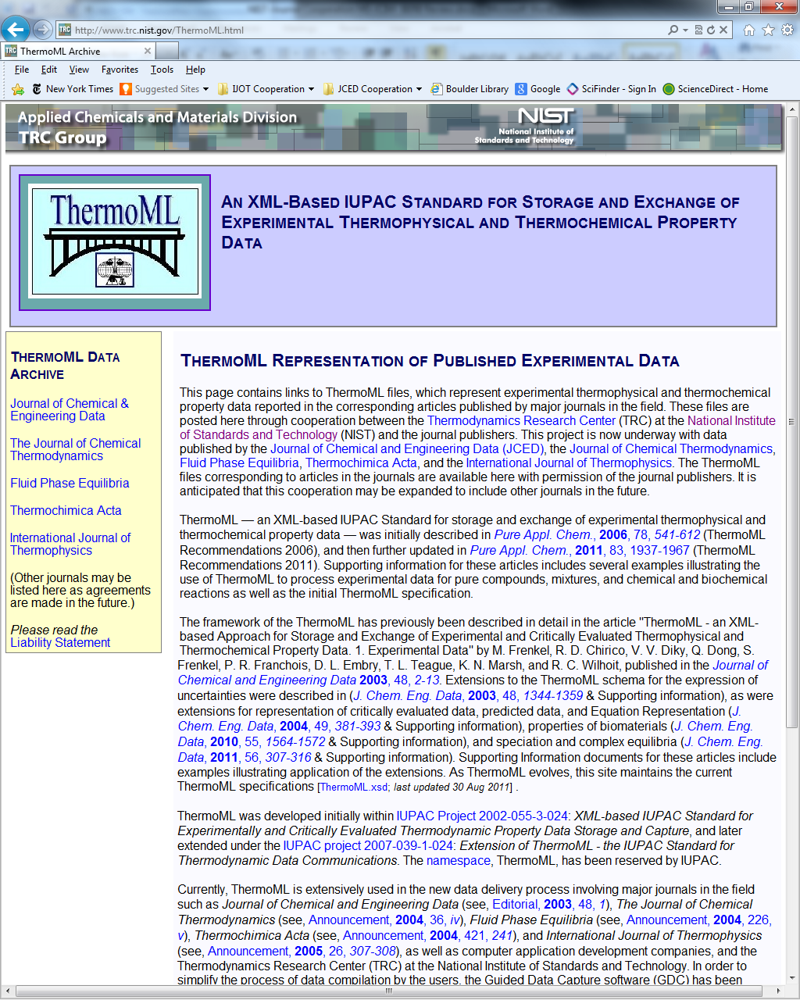 http://www.trc.nist.gov/ThermoML.html
TRC ThermoML Archive
File Edit View Favorites Tools Help
New York Times Suggested Sites IJOT Cooperation JCED Cooperation Boulder Library Google SciFinder - Sign In ScienceDirect - Home
Applied Chemicals and Materials Division
TRC Group
NIST
National Institute of
Standards and Technology
ThermoML
An XML-Based IUPAC Standard for Storage and Exchange of
Experimental Thermophysical and Thermochemical Property
Data
ThermoML Data
Archive
Journal of Chemical &
Engineering Data
The Journal of Chemical
Thermodynamics
Fluid Phase Equilibria
Thermochimica Acta
International Journal of
Thermophysics
(Other journals may be
listed here as agreements
are made in the future.)
Please read the
Liability Statement
ThermoML Representation of Published Experimental Data
This page contains links to ThermoML files, which represent experimental thermophysical and thermochemical
property data reported in the corresponding articles published by major journals in the field. These files are
posted here through cooperation between the Thermodynamics Research Center (TRC) at the National Institute
of Standards and Technology (NIST) and the journal publishers. This project is now underway with data
published by the Journal of Chemical and Engineering Data (JCED), the Journal of Chemical Thermodynamics,
Fluid Phase Equilibria, Thermochimica Acta, and the International Journal of Thermophysics. The ThermoML
files corresponding to articles in the journals are available here with permission of the journal publishers. It is
anticipated that this cooperation may be expanded to include other journals in the future.
ThermoML — an XML-based IUPAC Standard for storage and exchange of experimental thermophysical and
thermochemical property data — was initially described in Pure Appl. Chem., 2006, 78, 541-612 (ThermoML
Recommendations 2006), and then further updated in Pure Appl. Chem., 2011, 83, 1937-1967 (ThermoML
Recommendations 2011). Supporting information for these articles includes several examples illustrating the
use of ThermoML to process experimental data for pure compounds, mixtures, and chemical and biochemical
reactions as well as the initial ThermoML specification.
The framework of the ThermoML has previously been described in detail in the article "ThermoML - an XML-
based Approach for Storage and Exchange of Experimental and Critically Evaluated Thermophysical and
Thermochemical Property Data. 1. Experimental Data" by M. Frenkel, R. D. Chirico, V. V. Diky, Q. Dong, S.
Frenkel, P. R. Franchois, D. L. Embry, T. L. Teague, K. N. Marsh, and R. C. Wilhoit, published in the Journal of
Chemical and Engineering Data 2003, 48, 2-13. Extensions to the ThermoML schema for the expression of
uncertainties were described in (J. Chem. Eng. Data, 2003, 48, 1344-1359 & Supporting information), as were
extensions for representation of critically evaluated data, predicted data, and Equation Representation (J.
Chem. Eng. Data, 2004, 49, 381-393 & Supporting information), properties of biomaterials (J. Chem. Eng.
Data, 2010, 55, 1564-1572 & Supporting information), and speciation and complex equilibria (J. Chem. Eng.
Data, 2011, 56, 307-316 & Supporting information). Supporting Information documents for these articles include
examples illustrating application of the extensions. As ThermoML evolves, this site maintains the current
ThermoML specifications [ThermoML.xsd; last updated 30 Aug 2011] .
ThermoML was developed initially within IUPAC Project 2002-055-3-024: XML-based IUPAC Standard for
Experimentally and Critically Evaluated Thermodynamic Property Data Storage and Capture, and later
extended under the IUPAC project 2007-039-1-024: Extension of ThermoML - the IUPAC Standard for
Thermodynamic Data Communications. The namespace, ThermoML, has been reserved by IUPAC.
Currently, ThermoML is extensively used in the new data delivery process involving major journals in the field
such as Journal of Chemical and Engineering Data (see, Editorial, 2003, 48, 1), The Journal of Chemical
Thermodynamics (see, Announcement, 2004, 36, iv), Fluid Phase Equilibria (see, Announcement, 2004, 226,
v), Thermochimica Acta (see, Announcement, 2004, 421, 241), and International Journal of Thermophysics
(see, Announcement, 2005, 26, 307-308), as well as computer application development companies, and the
Thermodynamics Research Center (TRC) at the National Institute of Standards and Technology. In order to
simplify the process of data compilation by the users, the Guided Data Capture software (GDC) has been